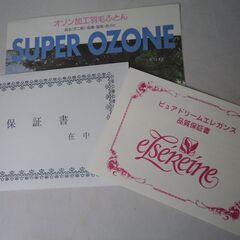 オゾン加工羽毛ふとん
SUPER OZONE
保証書
在中
ピュアドリームエレガンス
品質保証書
elséreine